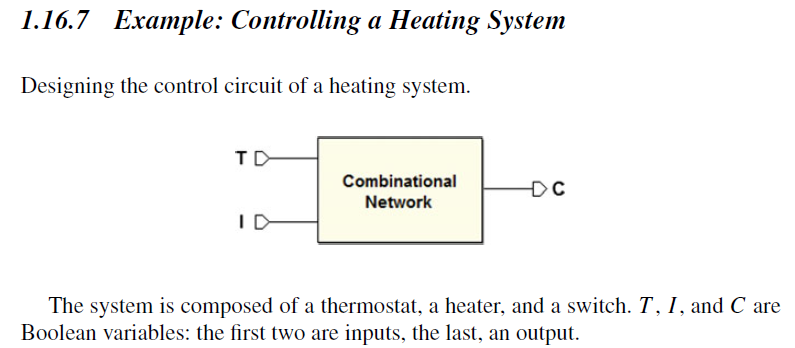 1.16.7 Example: Controlling a Heating System
Designing the control circuit of a heating system.
T
Combinational
Network
C
I
The system is composed of a thermostat, a heater, and a switch. T, I, and C are
Boolean variables: the first two are inputs, the last, an output.